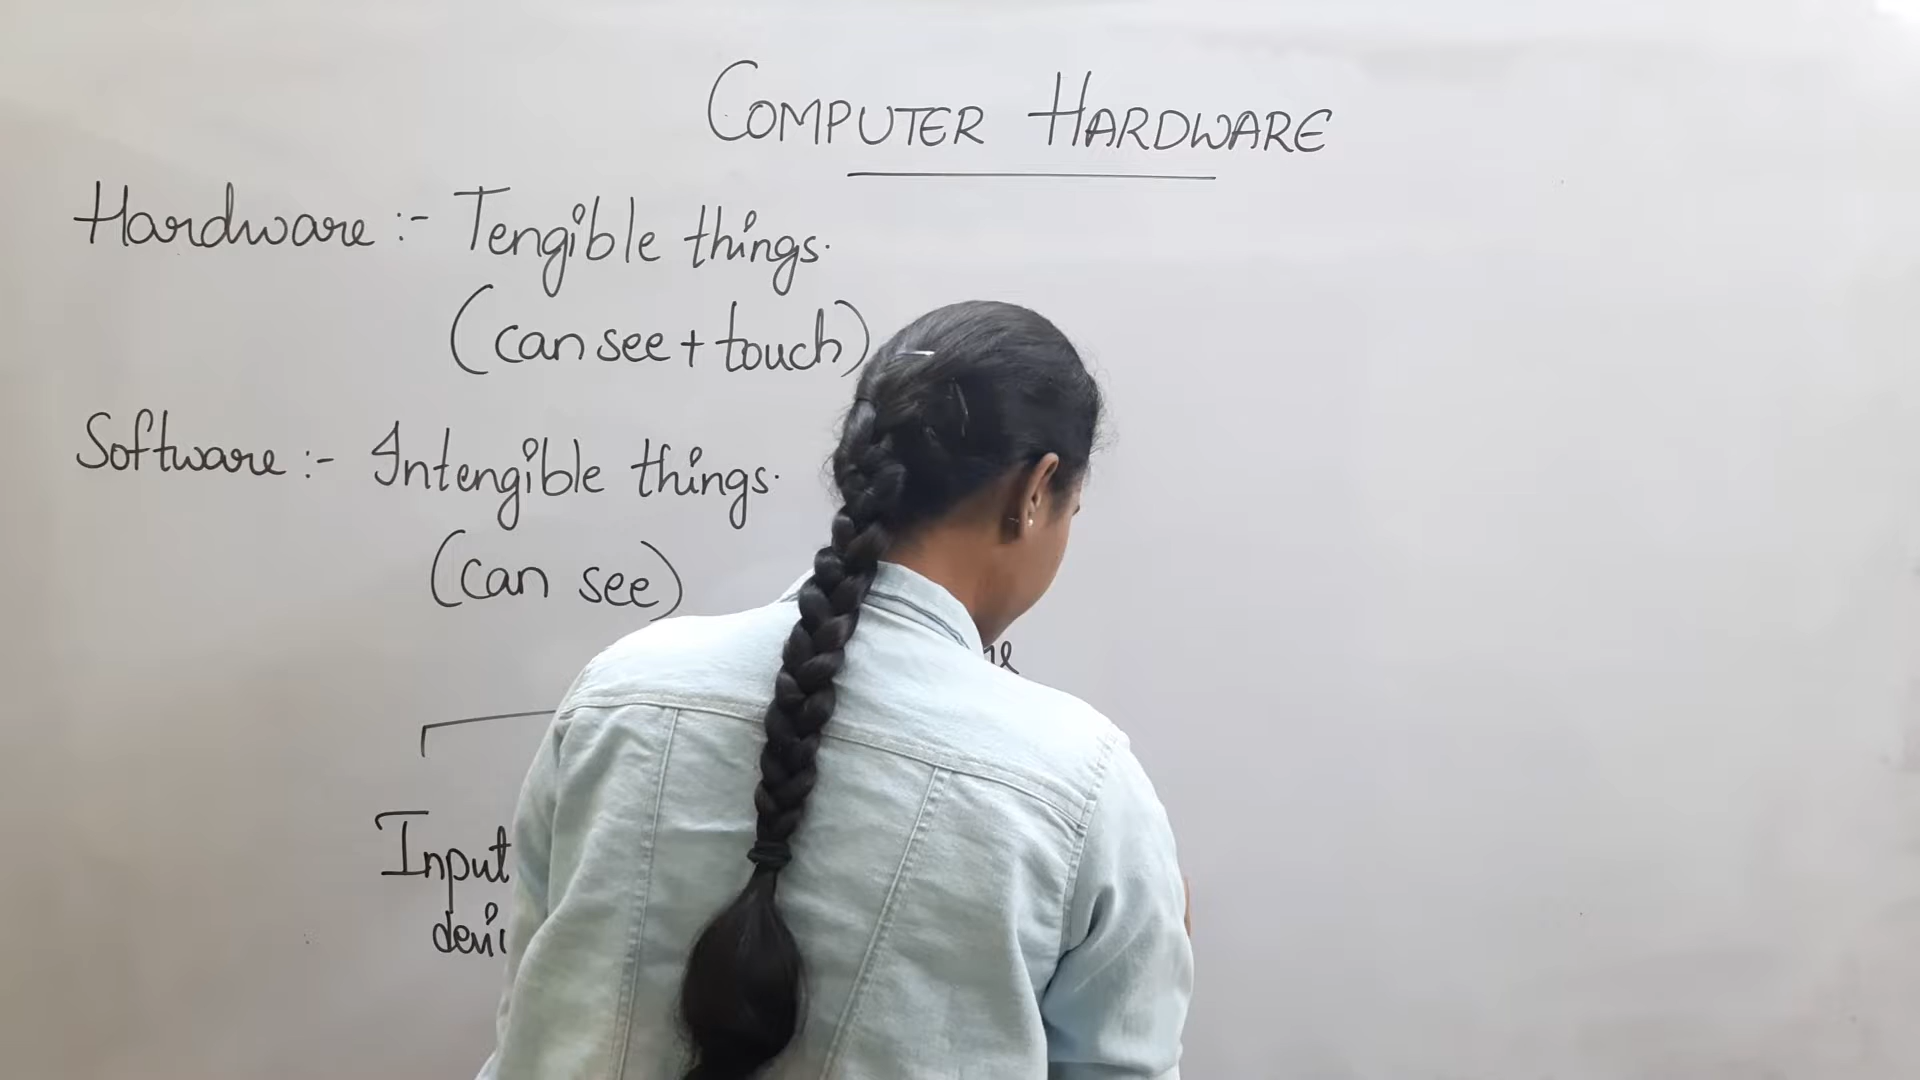 COMPUTER HARDWARE
Hardware :- Tengible things.
(can see + touch)
Software :- Intengible things.
(can see)
Input